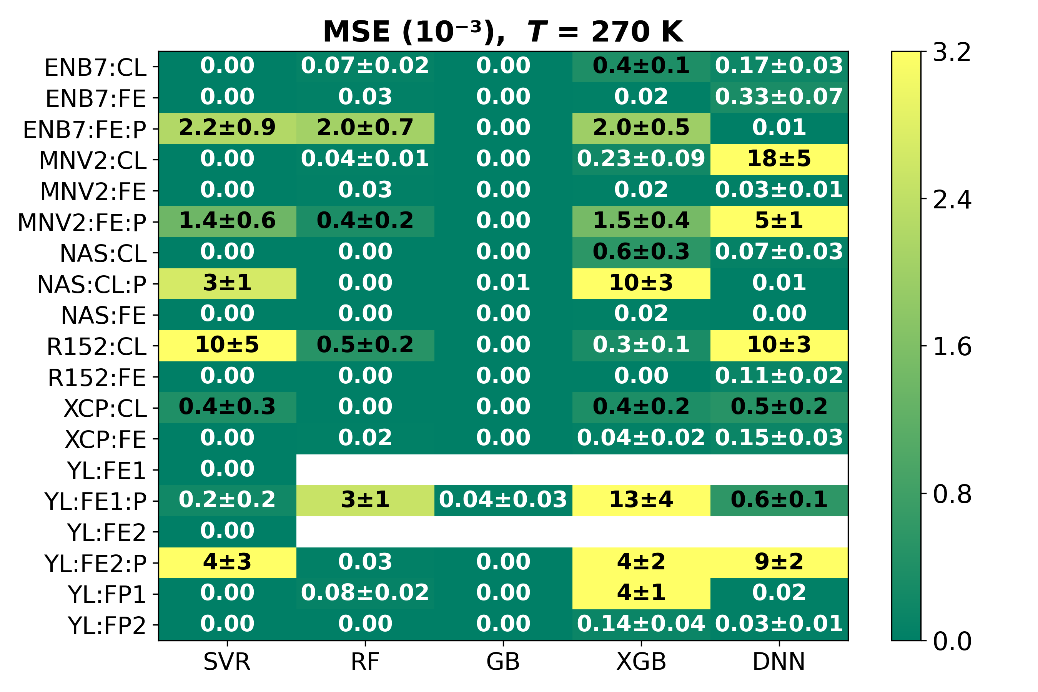 MSE (10⁻³), T = 270 K
ENB7:CL 0.00 0.07±0.02 0.00 0.4±0.1 0.17±0.03
ENB7:FE 0.00 0.03 0.00 0.02 0.33±0.07
ENB7:FE:P 2.2±0.9 2.0±0.7 0.00 2.0±0.5 0.01
MNV2:CL 0.00 0.04±0.01 0.00 0.23±0.09 18±5
MNV2:FE 0.00 0.03 0.00 0.02 0.03±0.01
MNV2:FE:P 1.4±0.6 0.4±0.2 0.00 1.5±0.4 5±1
NAS:CL 0.00 0.00 0.00 0.6±0.3 0.07±0.03
NAS:CL:P 3±1 0.00 0.01 10±3 0.01
NAS:FE 0.00 0.00 0.00 0.02 0.00
R152:CL 10±5 0.5±0.2 0.00 0.3±0.1 10±3
R152:FE 0.00 0.00 0.00 0.00 0.11±0.02
XCP:CL 0.4±0.3 0.00 0.00 0.4±0.2 0.5±0.2
XCP:FE 0.00 0.02 0.00 0.04±0.02 0.15±0.03
YL:FE1 0.00
YL:FE1:P 0.2±0.2 3±1 0.04±0.03 13±4 0.6±0.1
YL:FE2 0.00
YL:FE2:P 4±3 0.03 0.00 4±2 9±2
YL:FP1 0.00 0.08±0.02 0.00 4±1 0.02
YL:FP2 0.00 0.00 0.00 0.14±0.04 0.03±0.01
SVR RF GB XGB DNN
3.2
2.4
1.6
0.8
0.0